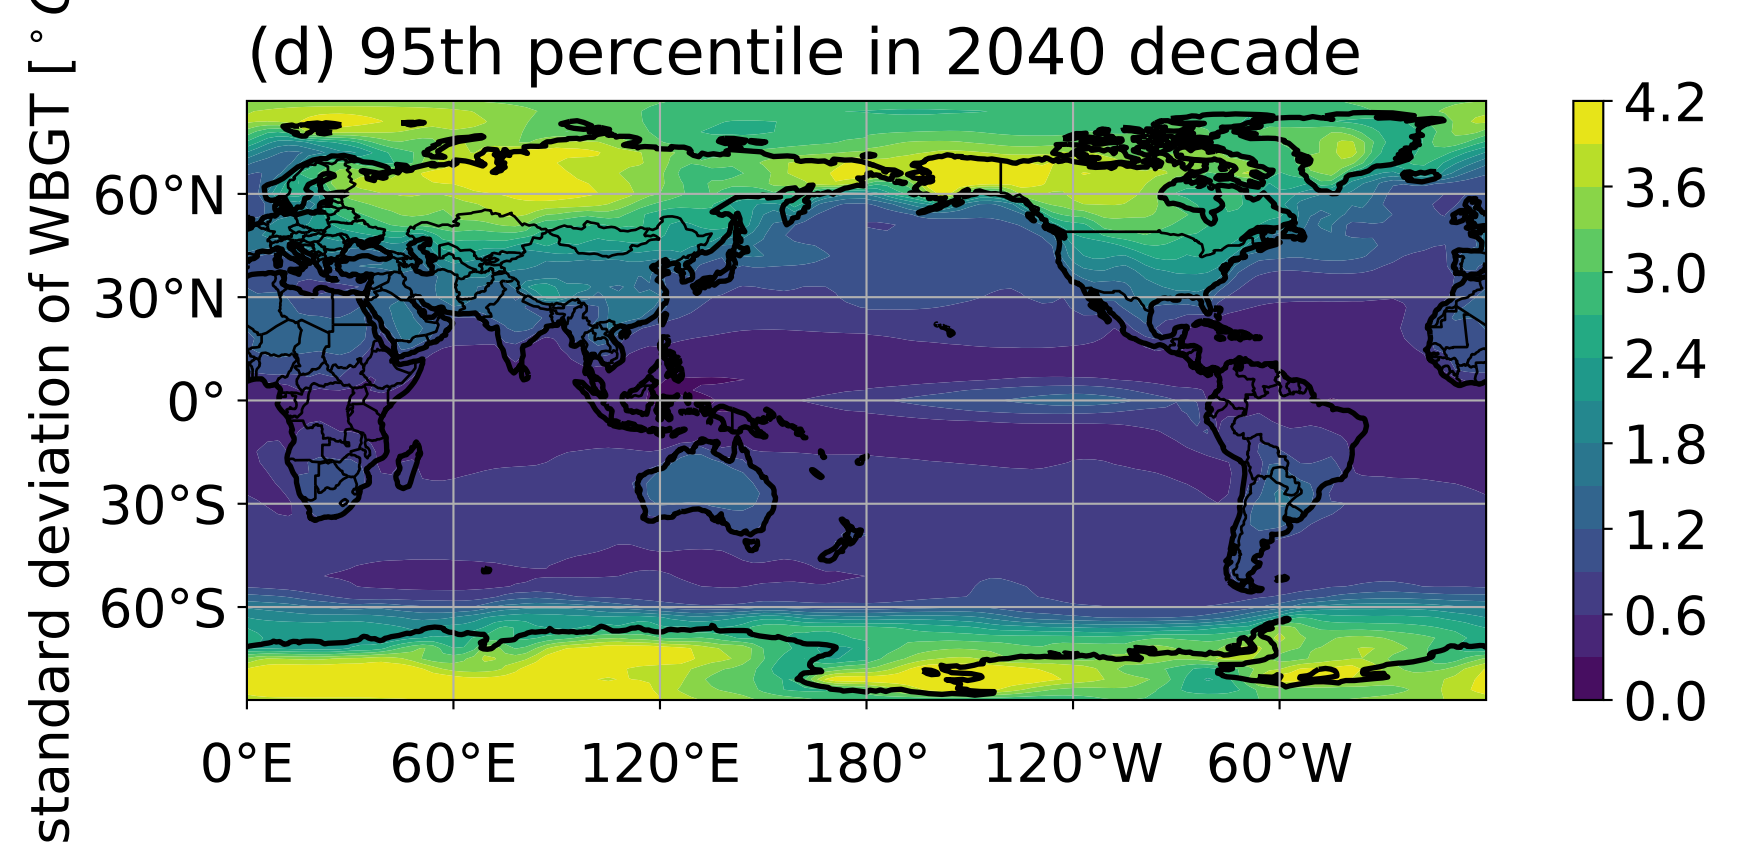 (d) 95th percentile in 2040 decade
standard deviation of WBGT [°C
60°N
30°N
0°
30°S
60°S
0°E 60°E 120°E 180° 120°W 60°W
4.2
3.6
3.0
2.4
1.8
1.2
0.6
0.0